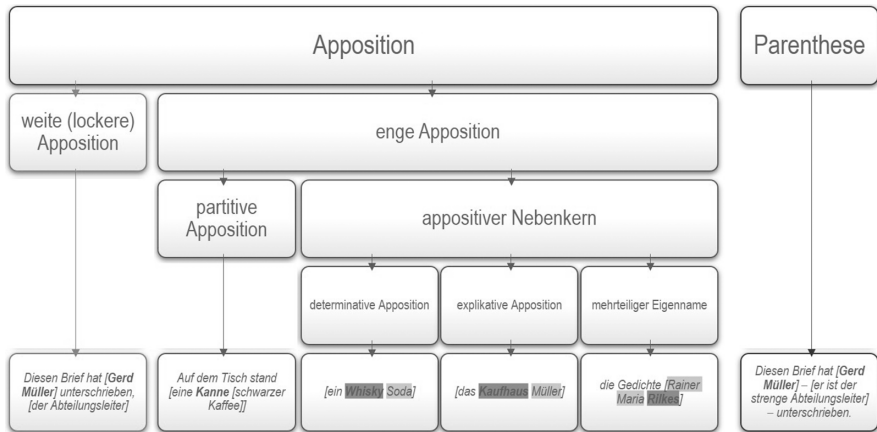 Apposition
Parenthese
weite (lockere)
Apposition
enge Apposition
partitive
Apposition
appositiver Nebenkern
determinative Apposition
explikative Apposition
mehrteiliger Eigenname
Diesen Brief hat [Gerd
Müller] unterschrieben,
[der Abteilungsleiter]
Auf dem Tisch stand
[eine Kanne [schwarzer
Kaffee]]
[ein Whisky Soda]
[das Kaufhaus Müller]
die Gedichte [Rainer
Maria Rilkes]
Diesen Brief hat [Gerd
Müller] – [er ist der
strenge Abteilungsleiter]
– unterschrieben.